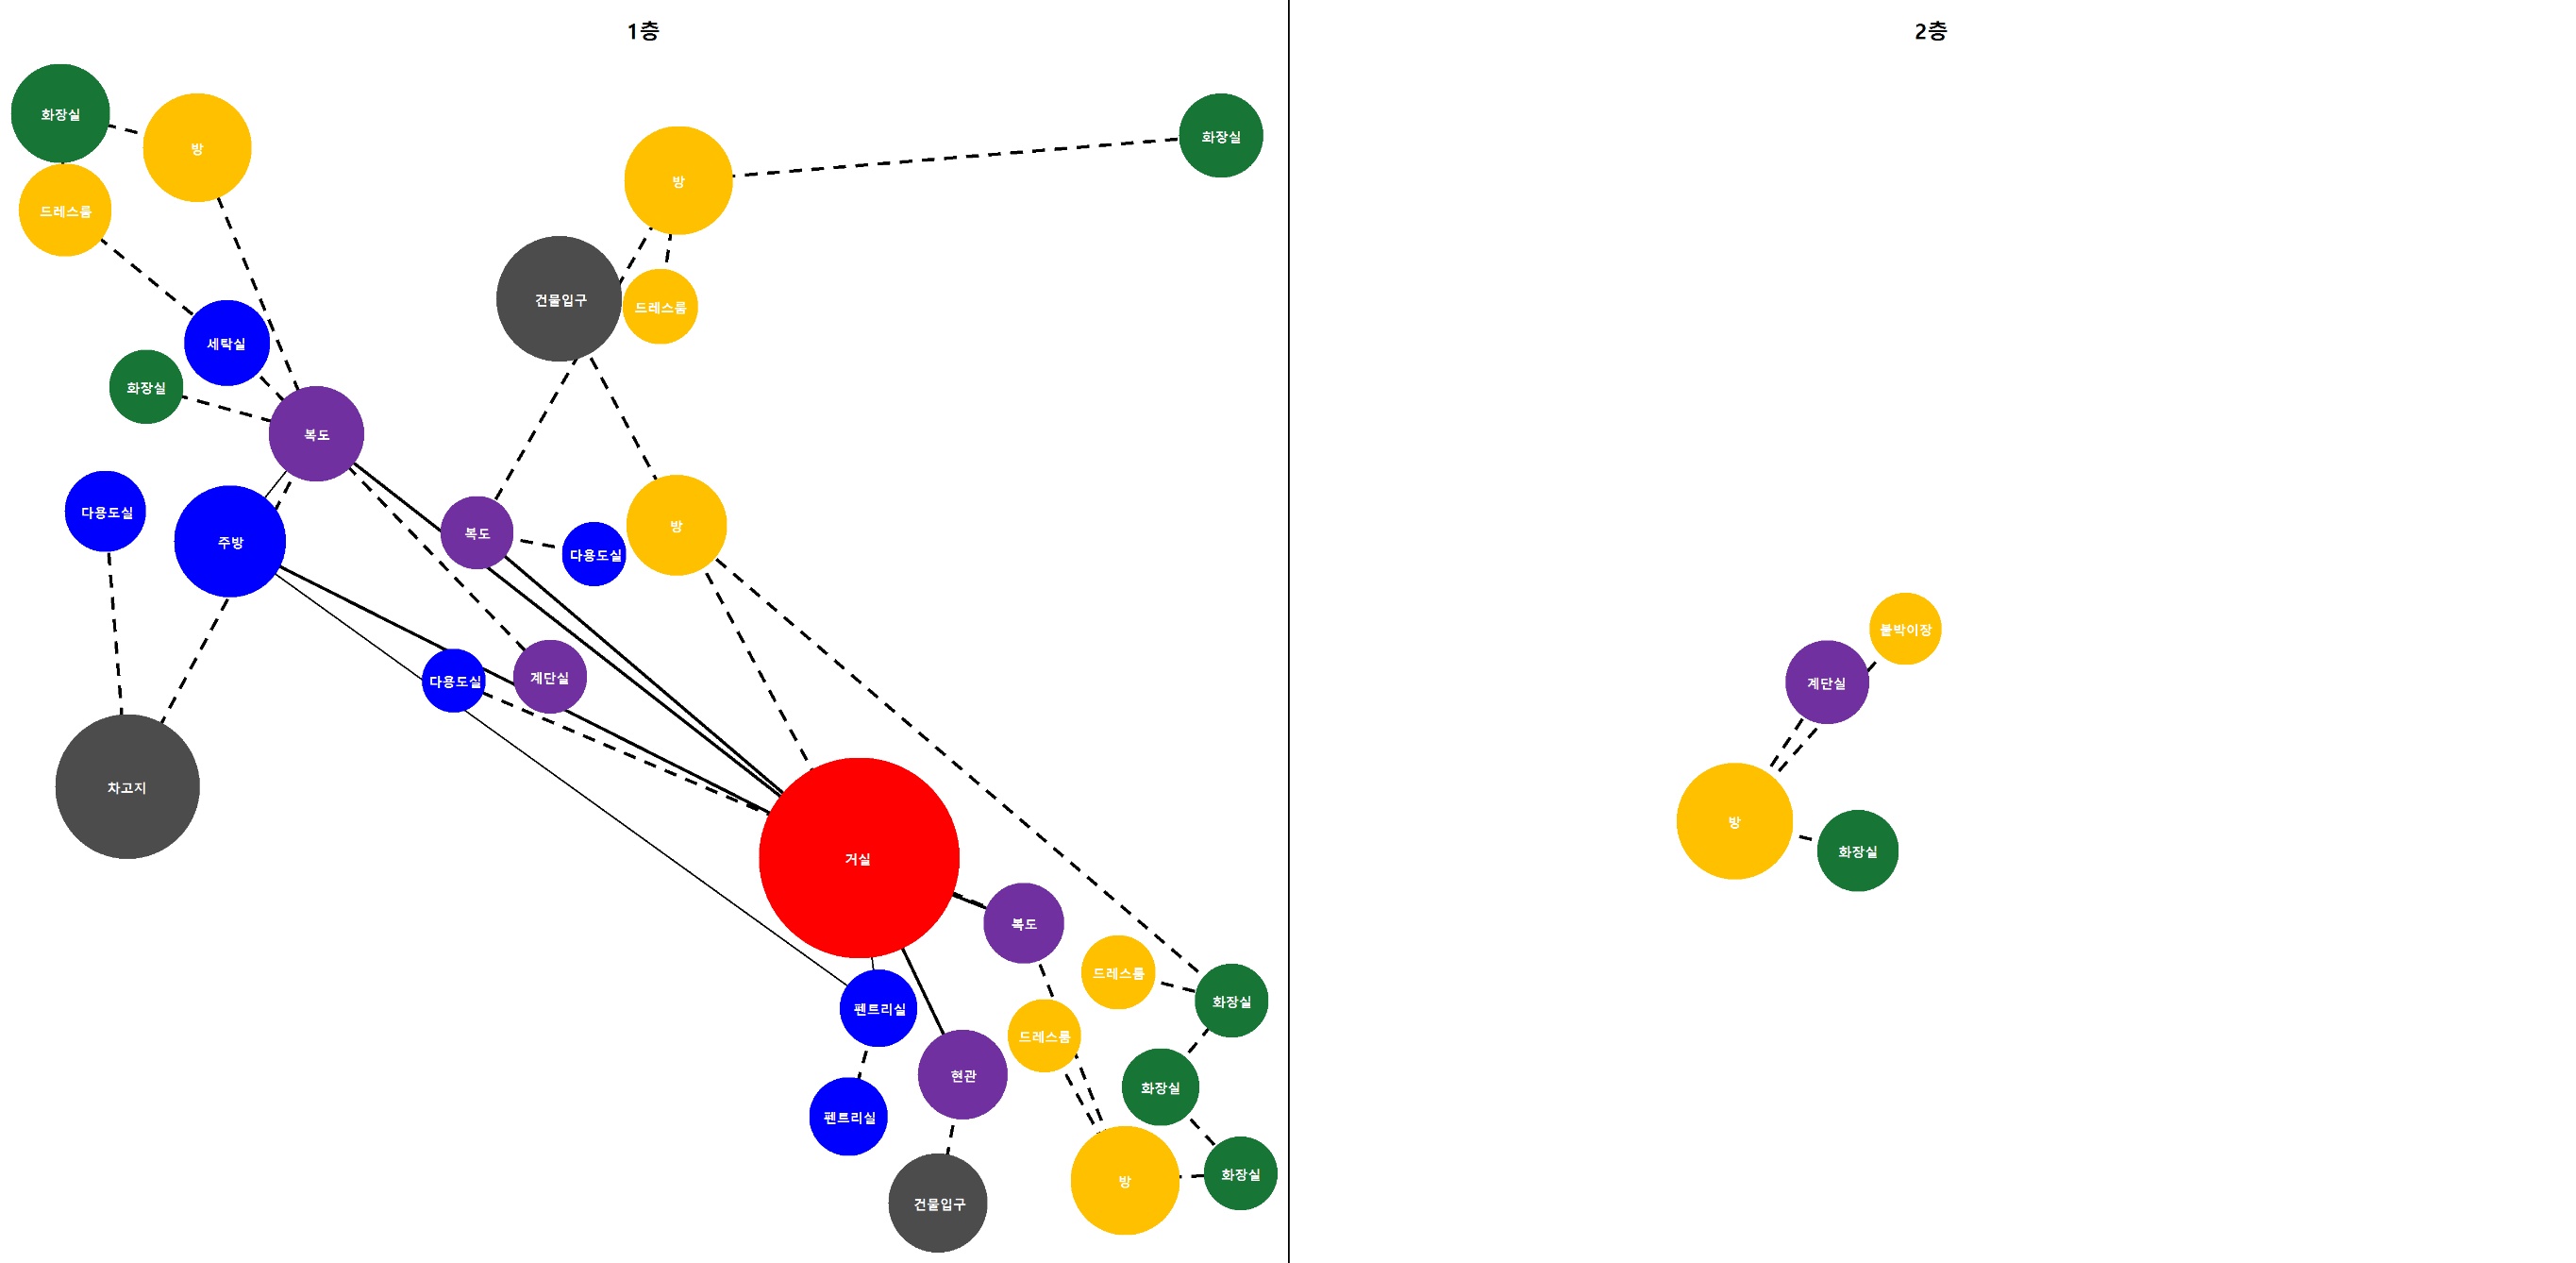 1층
화장실
방
드레스룸
세탁실
화장실
복도
다용도실
주방
차고지
방
화장실
건물입구
드레스룸
복도
다용도실
방
다용도실
계단실
거실
복도
드레스룸
화장실
펜트리실
드레스룸
현관
화장실
펜트리실
방
화장실
건물입구
2층
붙박이장
계단실
방
화장실